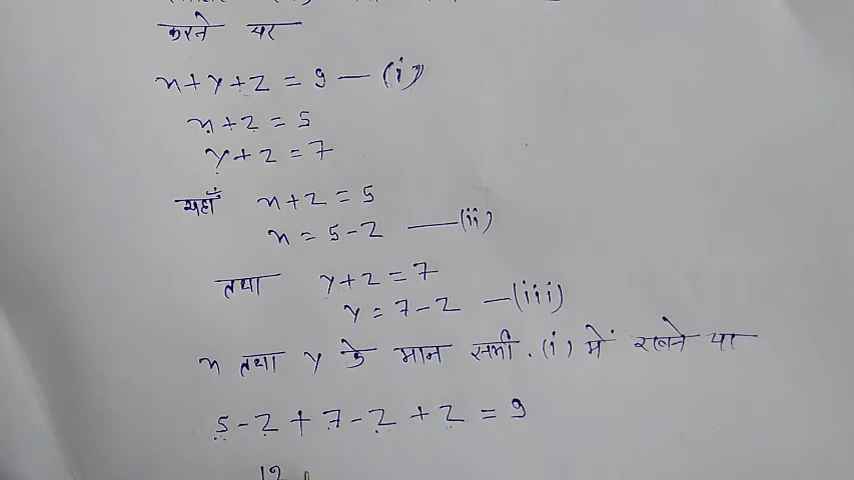 करने पर
x+y+z = 9 — (i)
x+z = 5
y+z = 7
यहाँ x+z = 5
x = 5-z —(ii)
तथा y+z = 7
y = 7-z —(iii)
x तथा y के मान समी. (i) में रखने पर
5-z+7-z+z = 9
12